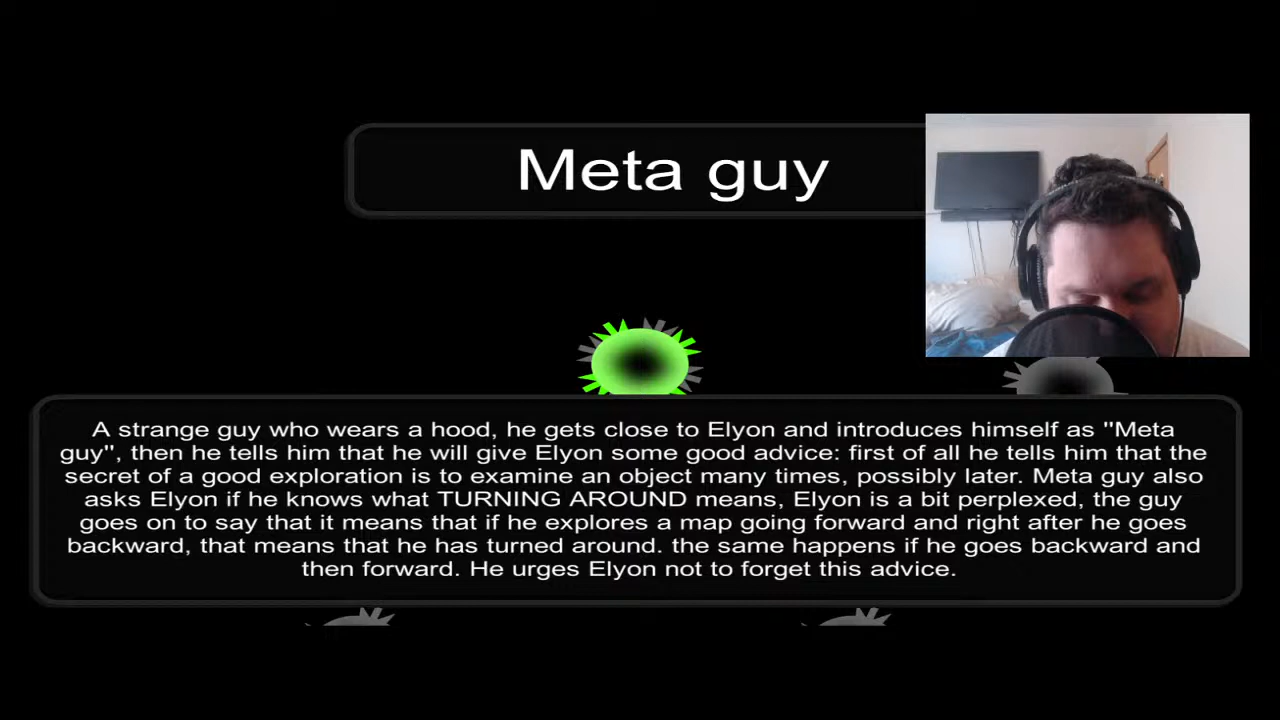 Meta guy
A strange guy who wears a hood, he gets close to Elyon and introduces himself as "Meta
guy", then he tells him that he will give Elyon some good advice: first of all he tells him that the
secret of a good exploration is to examine an object many times, possibly later. Meta guy also
asks Elyon if he knows what TURNING AROUND means, Elyon is a bit perplexed, the guy
goes on to say that it means that if he explores a map going forward and right after he goes
backward, that means that he has turned around. the same happens if he goes backward and
then forward. He urges Elyon not to forget this advice.